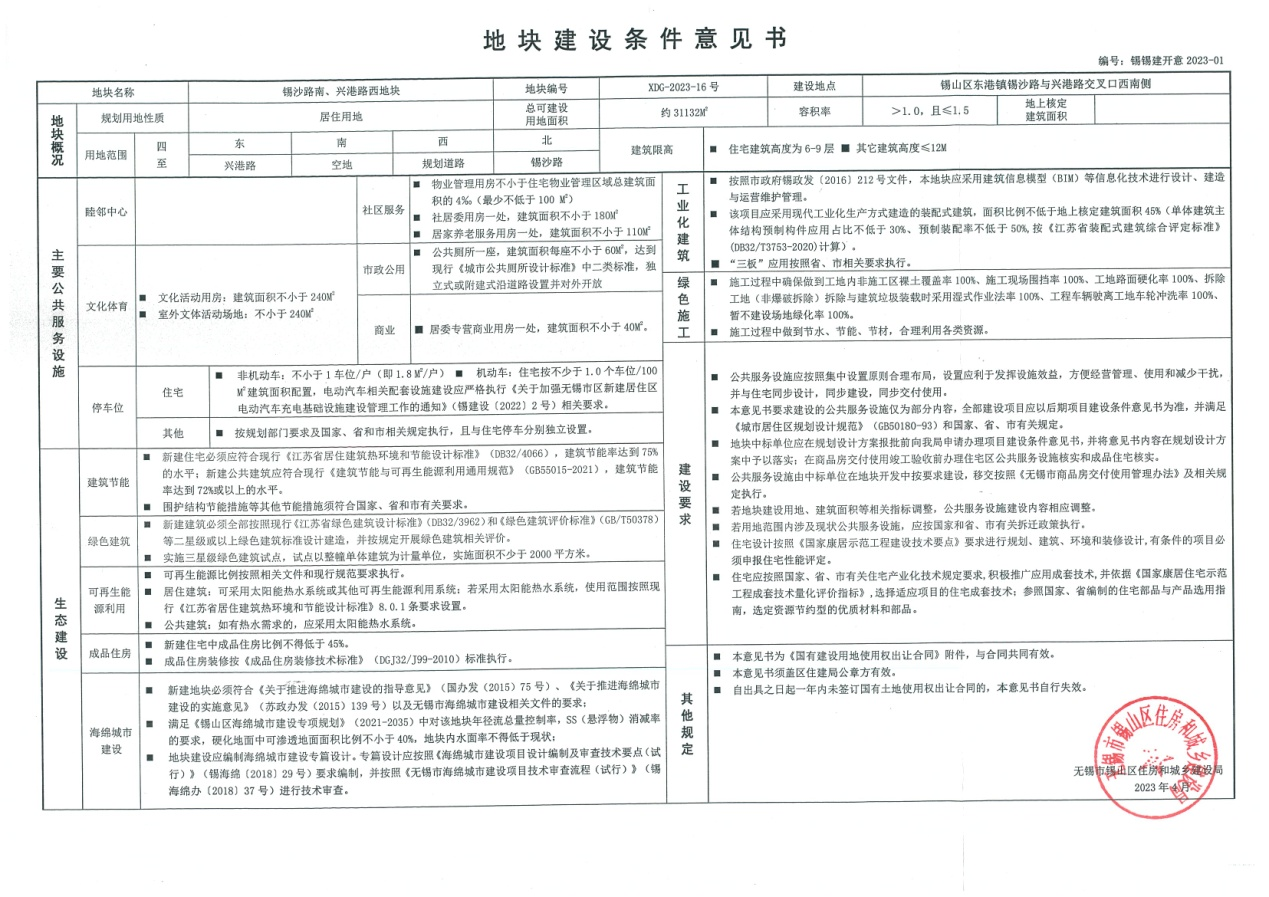 地块建设条件意见书
编号：锡锡建开意 2023-01
地块名称
锡沙路南、兴港路西地块
地块编号
XDG-2023-16 号
建设地点
锡山区东港镇锡沙路与兴港路交叉口西南侧
地块概况
规划用地性质
居住用地
总可建设
用地面积
约 31132㎡
容积率
＞1.0，且≤1.5
地上核定
建筑面积
用地范围
四
至
东
南
西
北
兴港路
空地
规划道路
锡沙路
建筑限高
■ 住宅建筑高度为 6-9 层 ■ 其它建筑高度≤12M
主要公共服务设施
睦邻中心
社区服务
■ 物业管理用房不小于住宅物业管理区域总建筑面
积的 4‰（最少不低于 100 ㎡）
■ 社居委用房一处，建筑面积不小于 180㎡
■ 居家养老服务用房一处，建筑面积不小于 110㎡
文化体育
■ 文化活动用房：建筑面积不小于 240㎡
■ 室外文体活动场地：不小于 240㎡
市政公用
■ 公共厕所一座，建筑面积每座不小于 60㎡，达到
现行《城市公共厕所设计标准》中二类标准，独
立式或附建式沿道路设置并对外开放
商业
■ 居委专营商业用房一处，建筑面积不小于 40㎡。
停车位
住宅
■ 非机动车：不小于 1 车位/户（即 1.8 ㎡/户） ■ 机动车：住宅按不少于 1.0 个车位/100
㎡建筑面积配置，电动汽车相关配套设施建设应严格执行《关于加强无锡市区新建居住区
电动汽车充电基础设施建设管理工作的通知》（锡建设〔2022〕2 号）相关要求。
其他
■ 按规划部门要求及国家、省和市相关规定执行，且与住宅停车分别独立设置。
生态建设
建筑节能
■ 新建住宅必须应符合现行《江苏省居住建筑热环境和节能设计标准》（DB32/4066），建筑节能率达到 75%
的水平；新建公共建筑应符合现行《建筑节能与可再生能源利用通用规范》（GB55015-2021），建筑节能
率达到 72%或以上的水平。
■ 围护结构节能措施等其他节能措施须符合国家、省和市有关要求。
绿色建筑
■ 新建建筑必须全部按照现行《江苏省绿色建筑设计标准》（DB32/3962）和《绿色建筑评价标准》（GB/T50378）
等二星级或以上绿色建筑标准设计建造，并按规定开展绿色建筑相关评价。
■ 实施三星级绿色建筑试点，试点以整幢单体建筑为计量单位，实施面积不少于 2000 平方米。
可再生能
源利用
■ 可再生能源比例按照相关文件和现行规范要求执行。
■ 居住建筑：可采用太阳能热水系统或其他可再生能源利用系统；若采用太阳能热水系统，使用范围按照现
行《江苏省居住建筑热环境和节能设计标准》8.0.1 条要求设置。
■ 公共建筑：如有热水需求的，应采用太阳能热水系统。
成品住房
■ 新建住宅中成品住房比例不得低于 45%。
■ 成品住房装修按《成品住房装修技术标准》（DGJ32/J99-2010）标准执行。
海绵城市
建设
■ 新建地块必须符合《关于推进海绵城市建设的指导意见》（国办发（2015）75 号）、《关于推进海绵城市
建设的实施意见》（苏政办发（2015）139 号）以及无锡市海绵城市建设相关文件的要求；
■ 满足《锡山区海绵城市建设专项规划》（2021-2035）中对该地块年径流总量控制率，SS（悬浮物）消减率
的要求，硬化地面中可渗透地面面积比例不小于 40%，地块内水面率不得低于现状；
■ 地块建设应编制海绵城市建设专篇设计。专篇设计应按照《海绵城市建设项目设计编制及审查技术要点（试
行）》（锡海绵〔2018〕29 号）要求编制，并按照《无锡市海绵城市建设项目技术审查流程（试行）》（锡
海绵办〔2018〕37 号）进行技术审查。
工业化建筑
■ 按照市政府锡政发〔2016〕212 号文件，本地块应采用建筑信息模型（BIM）等信息化技术进行设计、建造
与运营维护管理。
■ 该项目应采用现代工业化生产方式建造的装配式建筑，面积比例不低于地上核定建筑面积 45%（单体建筑主
体结构预制构件应用占比不低于 30%、预制装配率不低于 50%，按《江苏省装配式建筑综合评定标准》
（DB32/T3753-2020)计算）。
■ “三板”应用按照省、市相关要求执行。
绿色施工
■ 施工过程中确保做到工地内非施工区裸土覆盖率 100%、施工现场围挡率 100%、工地路面硬化率 100%、拆除
工地（非爆破拆除）拆除与建筑垃圾装载时采用湿式作业法率 100%、工程车辆驶离工地车轮冲洗率 100%、
暂不建设场地绿化率 100%。
■ 施工过程中做到节水、节能、节材，合理利用各类资源。
建设要求
■ 公共服务设施应按照集中设置原则合理布局，设置应利于发挥设施效益，方便经营管理、使用和减少干扰，
并与住宅同步设计，同步建设，同步交付使用。
■ 本意见书要求建设的公共服务设施仅为部分内容，全部建设项目应以后期项目建设条件意见书为准，并满足
《城市居住区规划设计规范》（GB50180-93）和国家、省、市有关规定。
■ 地块中标单位应在规划设计方案报批前向我局申请办理项目建设条件意见书，并将意见书内容在规划设计方
案中予以落实；在商品房交付使用竣工验收前办理住宅区公共服务设施核实和成品住宅核实。
■ 公共服务设施由中标单位在地块开发中按要求建设，移交按照《无锡市商品房交付使用管理办法》及相关规
定执行。
■ 若地块建设用地、建筑面积等相关指标调整，公共服务设施建设内容相应调整。
■ 若用地范围内涉及现状公共服务设施，应按国家和省、市有关拆迁政策执行。
■ 住宅设计按照《国家康居示范工程建设技术要点》要求进行规划、建筑、环境和装修设计，有条件的项目必
须申报住宅性能评定。
■ 住宅应按照国家、省、市有关住宅产业化技术规定要求，积极推广应用成套技术，并依据《国家康居住宅示范
工程成套技术量化评价指标》，选择适应项目的住宅成套技术；参照国家、省编制的住宅部品与产品选用指
南，选定资源节约型的优质材料和部品。
其他规定
■ 本意见书为《国有建设用地使用权出让合同》附件，与合同共同有效。
■ 本意见书须盖区住建局公章方有效。
■ 自出具之日起一年内未签订国有土地使用权出让合同的，本意见书自行失效。
无锡市锡山区住房和城乡建设局
2023 年 4 月
无锡市锡山区住房和城乡建设局